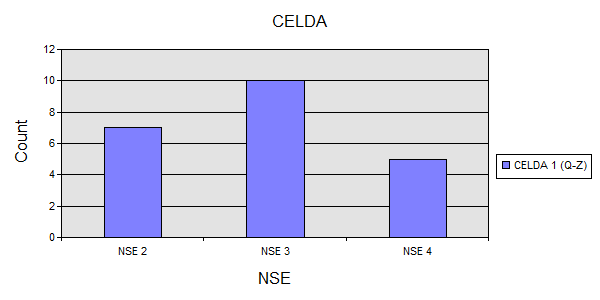 CELDA
12
10
8
6
4
2
0
Count
NSE 2 NSE 3 NSE 4
NSE
CELDA 1 (Q-Z)